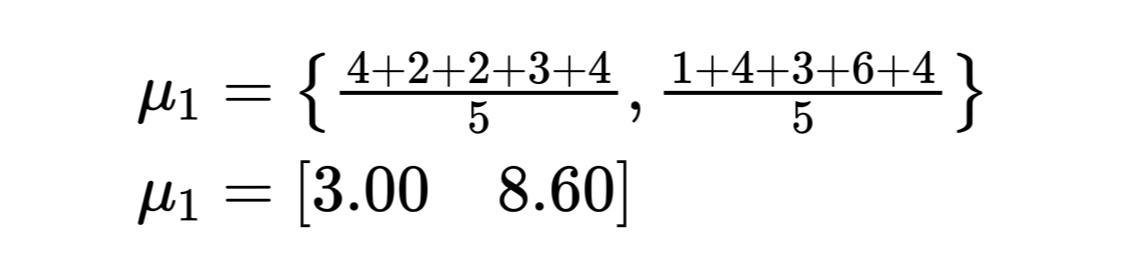 μ₁ = { (4+2+2+3+4)/5 , (1+4+3+6+4)/5 }
μ₁ = [3.00 8.60]